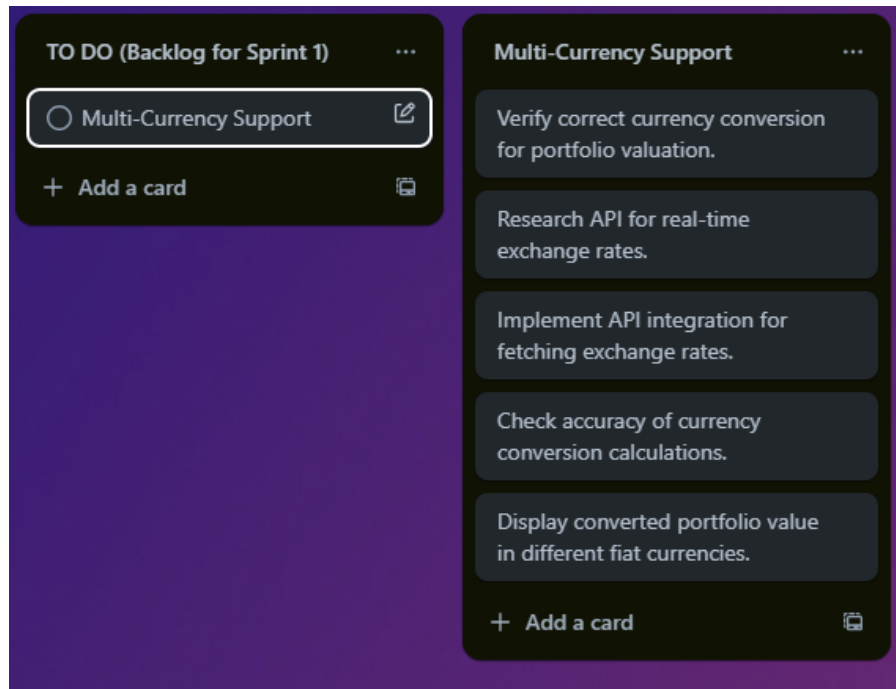 TO DO (Backlog for Sprint 1)
Multi-Currency Support
+ Add a card
Multi-Currency Support
Verify correct currency conversion
for portfolio valuation.
Research API for real-time
exchange rates.
Implement API integration for
fetching exchange rates.
Check accuracy of currency
conversion calculations.
Display converted portfolio value
in different fiat currencies.
+ Add a card